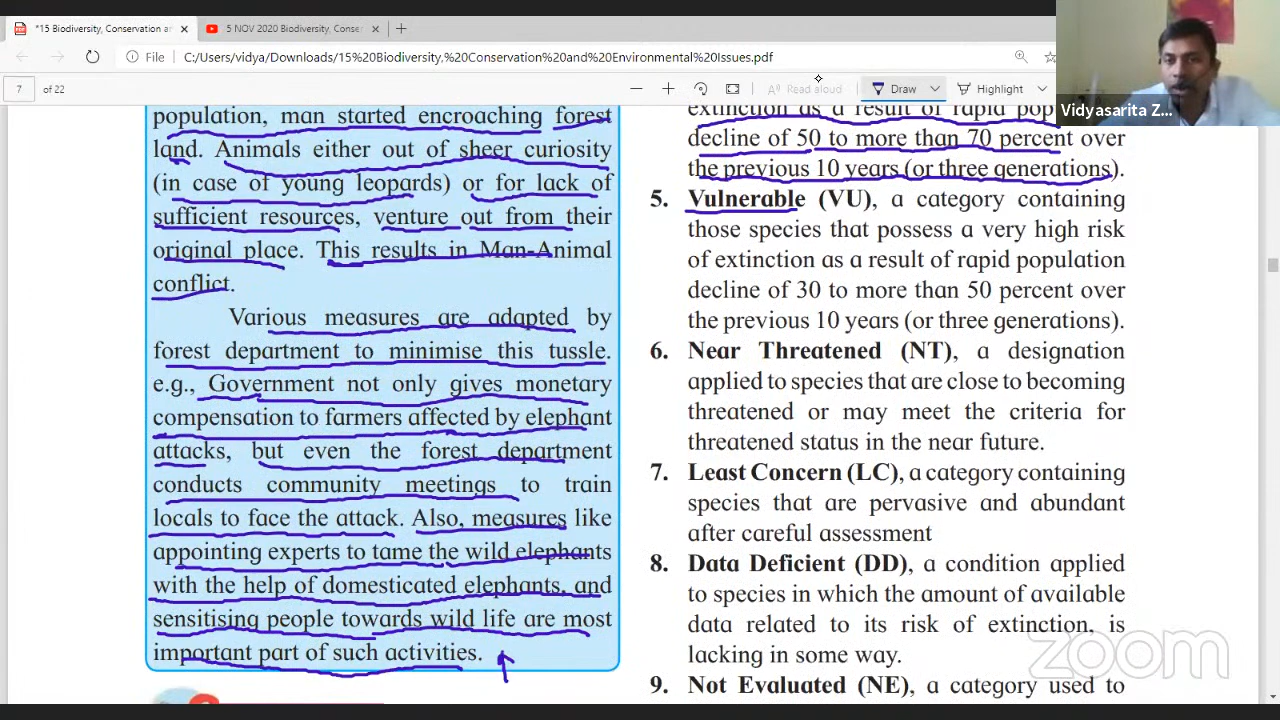 *15 Biodiversity, Conservation an
5 NOV 2020 Biodiversity, Conser
File
C:/Users/vidya/Downloads/15%20Biodiversity,%20Conservation%20and%20Environmental%20Issues.pdf
7 of 22
Read aloud
Draw
Highlight
Vidyasarita Z...
population, man started encroaching forest
land. Animals either out of sheer curiosity
(in case of young leopards) or for lack of
sufficient resources, venture out from their
original place. This results in Man-Animal
conflict.
Various measures are adapted by
forest department to minimise this tussle.
e.g., Government not only gives monetary
compensation to farmers affected by elephant
attacks, but even the forest department
conducts community meetings to train
locals to face the attack. Also, measures like
appointing experts to tame the wild elephants
with the help of domesticated elephants, and
sensitising people towards wild life are most
important part of such activities.
extinction as a result of rapid pop
decline of 50 to more than 70 percent over
the previous 10 years (or three generations).
5. Vulnerable (VU), a category containing
those species that possess a very high risk
of extinction as a result of rapid population
decline of 30 to more than 50 percent over
the previous 10 years (or three generations).
6. Near Threatened (NT), a designation
applied to species that are close to becoming
threatened or may meet the criteria for
threatened status in the near future.
7. Least Concern (LC), a category containing
species that are pervasive and abundant
after careful assessment
8. Data Deficient (DD), a condition applied
to species in which the amount of available
data related to its risk of extinction, is
lacking in some way.
9. Not Evaluated (NE), a category used to
zoom